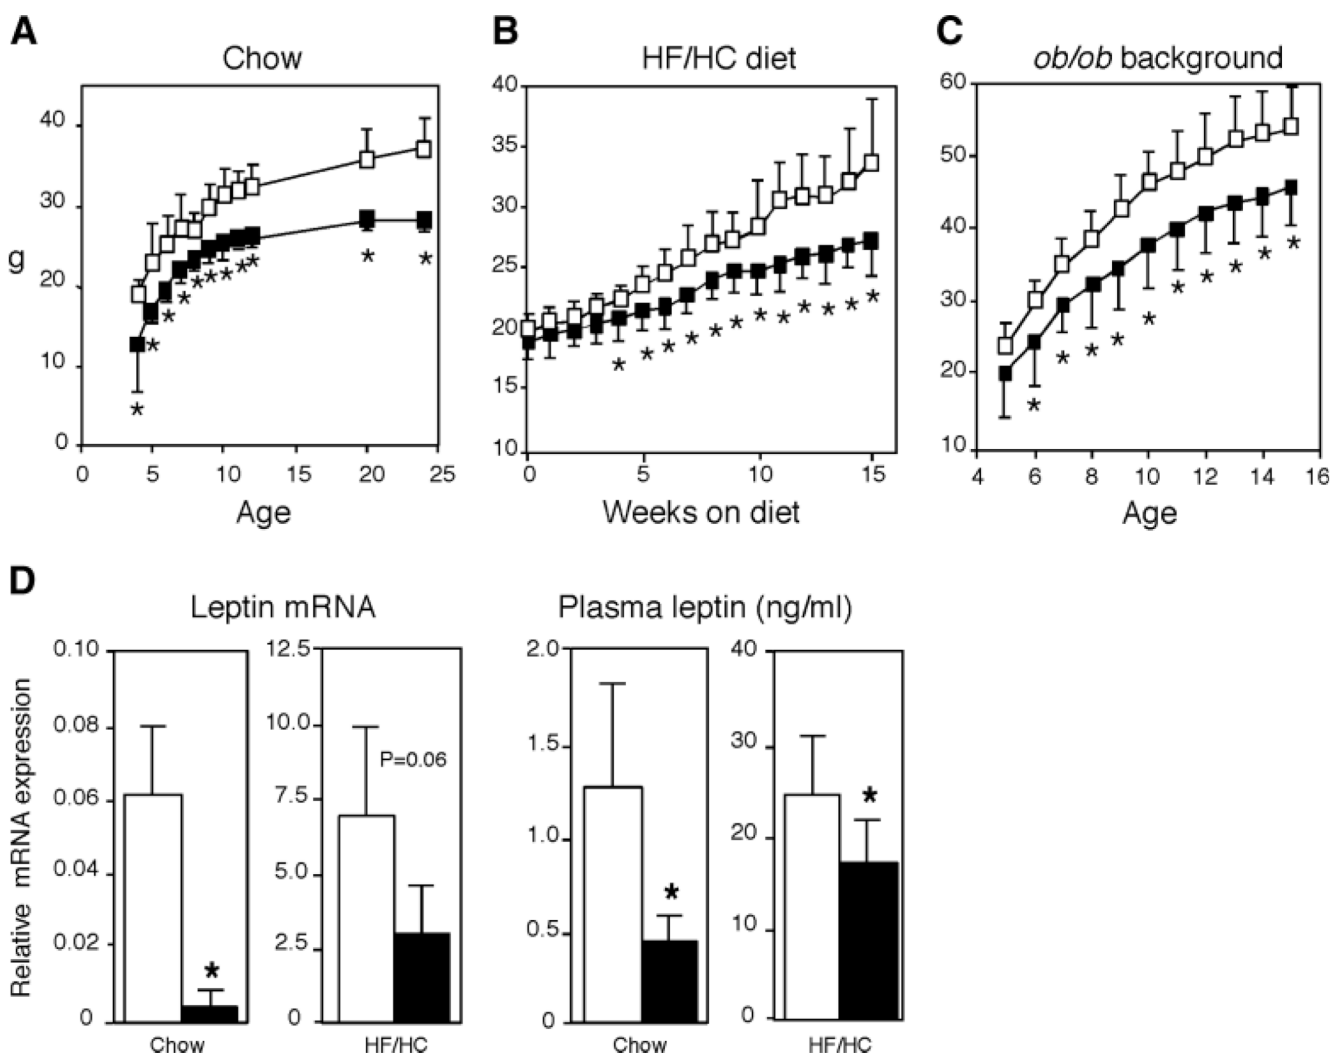 A
Chow
40
30
g
20
10
0
0 5 10 15 20 25
Age
*
B
HF/HC diet
40
35
30
25
20
15
10
0 5 10 15
Weeks on diet
*
C
ob/ob background
60
50
40
30
20
10
4 6 8 10 12 14 16
Age
*
D
Leptin mRNA
Relative mRNA expression
0.10
0.08
0.06
0.04
0.02
0
*
Chow
12.5
10.0
7.5
5.0
2.5
0
P=0.06
HF/HC
Plasma leptin (ng/ml)
2.0
1.5
1.0
0.5
0
*
Chow
40
30
20
10
0
*
HF/HC